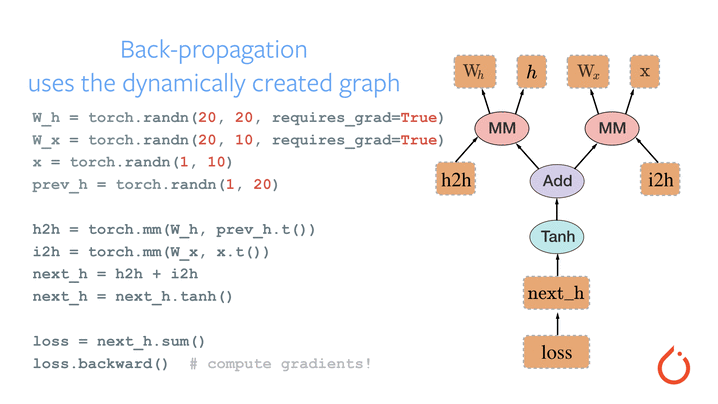 Back-propagation
uses the dynamically created graph
W_h = torch.randn(20, 20, requires_grad=True)
W_x = torch.randn(20, 10, requires_grad=True)
x = torch.randn(1, 10)
prev_h = torch.randn(1, 20)
h2h = torch.mm(W_h, prev_h.t())
i2h = torch.mm(W_x, x.t())
next_h = h2h + i2h
next_h = next_h.tanh()
loss = next_h.sum()
loss.backward()  # compute gradients!
Wh h Wx x
MM MM
h2h Add i2h
Tanh
next_h
loss